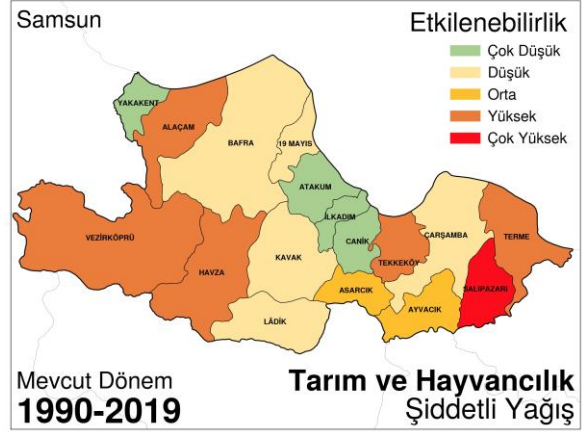 Samsun
Etkilenebilirlik
Çok Düşük
Düşük
Orta
Yüksek
Çok Yüksek
YAKAKENT
ALAÇAM
BAFRA
19 MAYIS
ATAKUM
İLKADIM
CANİK
VEZİRKÖPRÜ
HAVZA
KAVAK
TEKKEKÖY
ÇARŞAMBA
TERME
SALIPAZARI
ASARCIK
AYVACIK
LÂDİK
Mevcut Dönem
1990-2019
Tarım ve Hayvancılık
Şiddetli Yağış